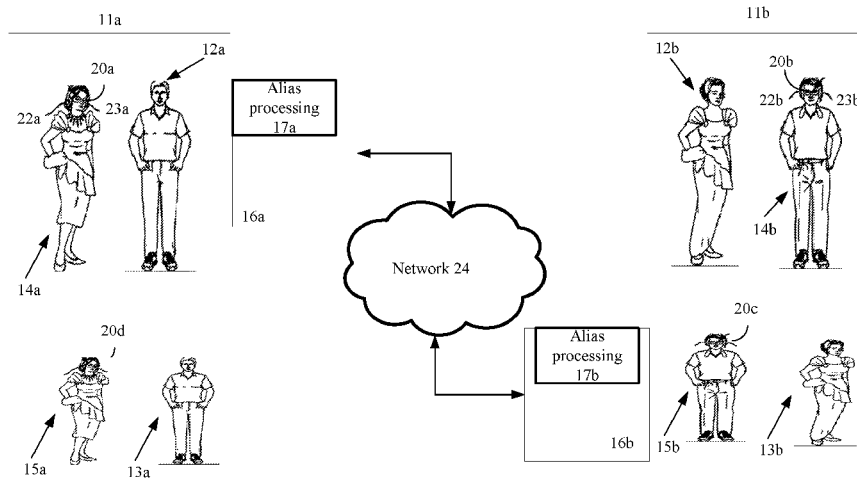 11a
11b
12a
12b
20a
20b
22a
23a
22b
23b
Alias
processing
17a
16a
14a
14b
Network 24
20d
20c
Alias
processing
17b
16b
15a
13a
15b
13b